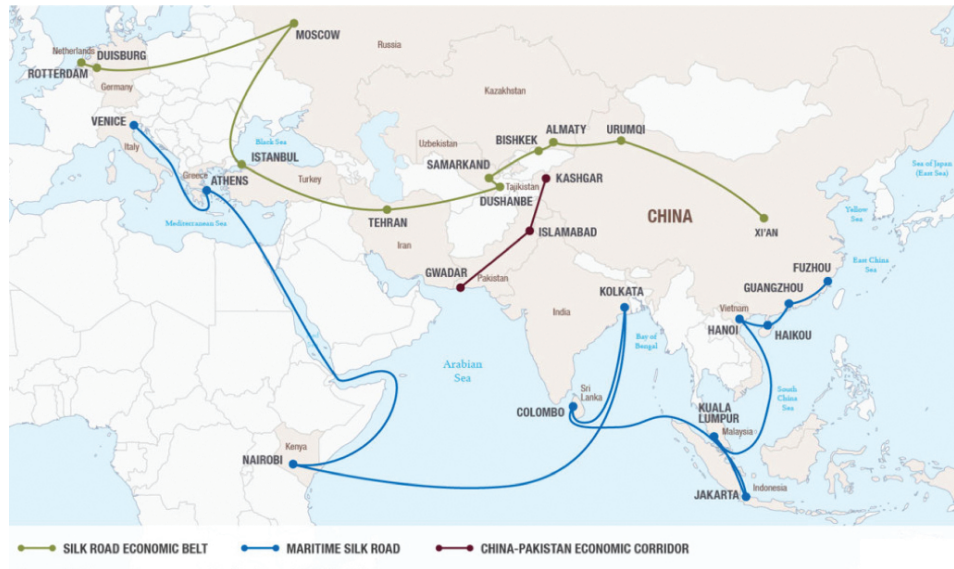 MOSCOW
Netherlands
DUISBURG
ROTTERDAM
Germany
Russia
Kazakhstan
VENICE
Italy
Black Sea
ISTANBUL
Greece
ATHENS
Turkey
Mediterranean Sea
Uzbekistan
BISHKEK
ALMATY
URUMQI
SAMARKAND
Tajikistan
DUSHANBE
KASHGAR
TEHRAN
Iran
ISLAMABAD
CHINA
XI'AN
Sea of Japan
(East Sea)
Yellow
Sea
East China
Sea
GWADAR
Pakistan
KOLKATA
India
FUZHOU
GUANGZHOU
Vietnam
HANOI
HAIKOU
Bay of
Bengal
Arabian
Sea
Sri
Lanka
COLOMBO
South
China
Sea
KUALA
LUMPUR
Malaysia
Kenya
NAIROBI
JAKARTA
Indonesia
SILK ROAD ECONOMIC BELT
MARITIME SILK ROAD
CHINA-PAKISTAN ECONOMIC CORRIDOR